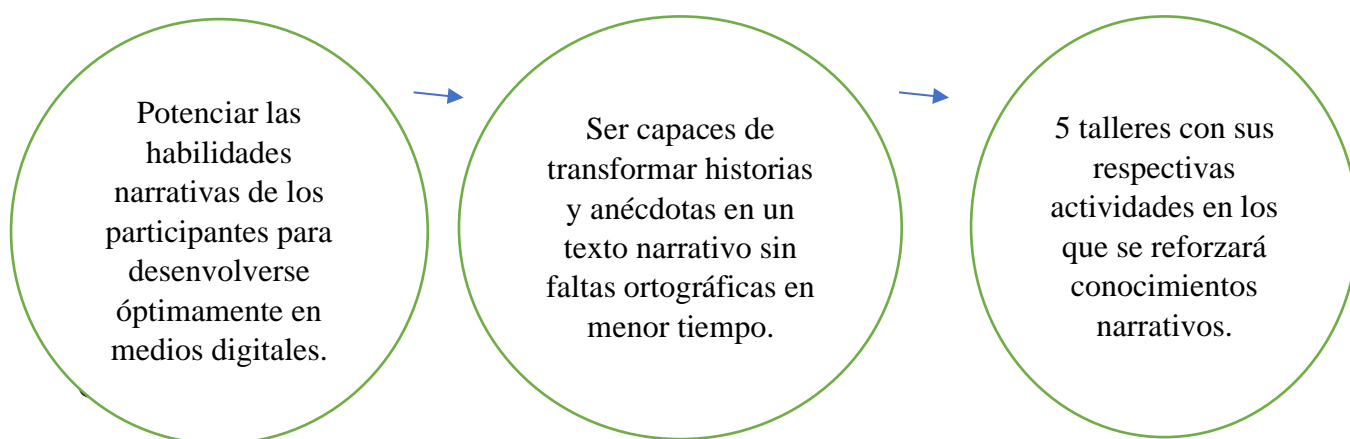 Potenciar las
habilidades
narrativas de los
participantes para
desenvolverse
óptimamente en
medios digitales.
Ser capaces de
transformar historias
y anécdotas en un
texto narrativo sin
faltas ortográficas en
menor tiempo.
5 talleres con sus
respectivas
actividades en los
que se reforzará
conocimientos
narrativos.